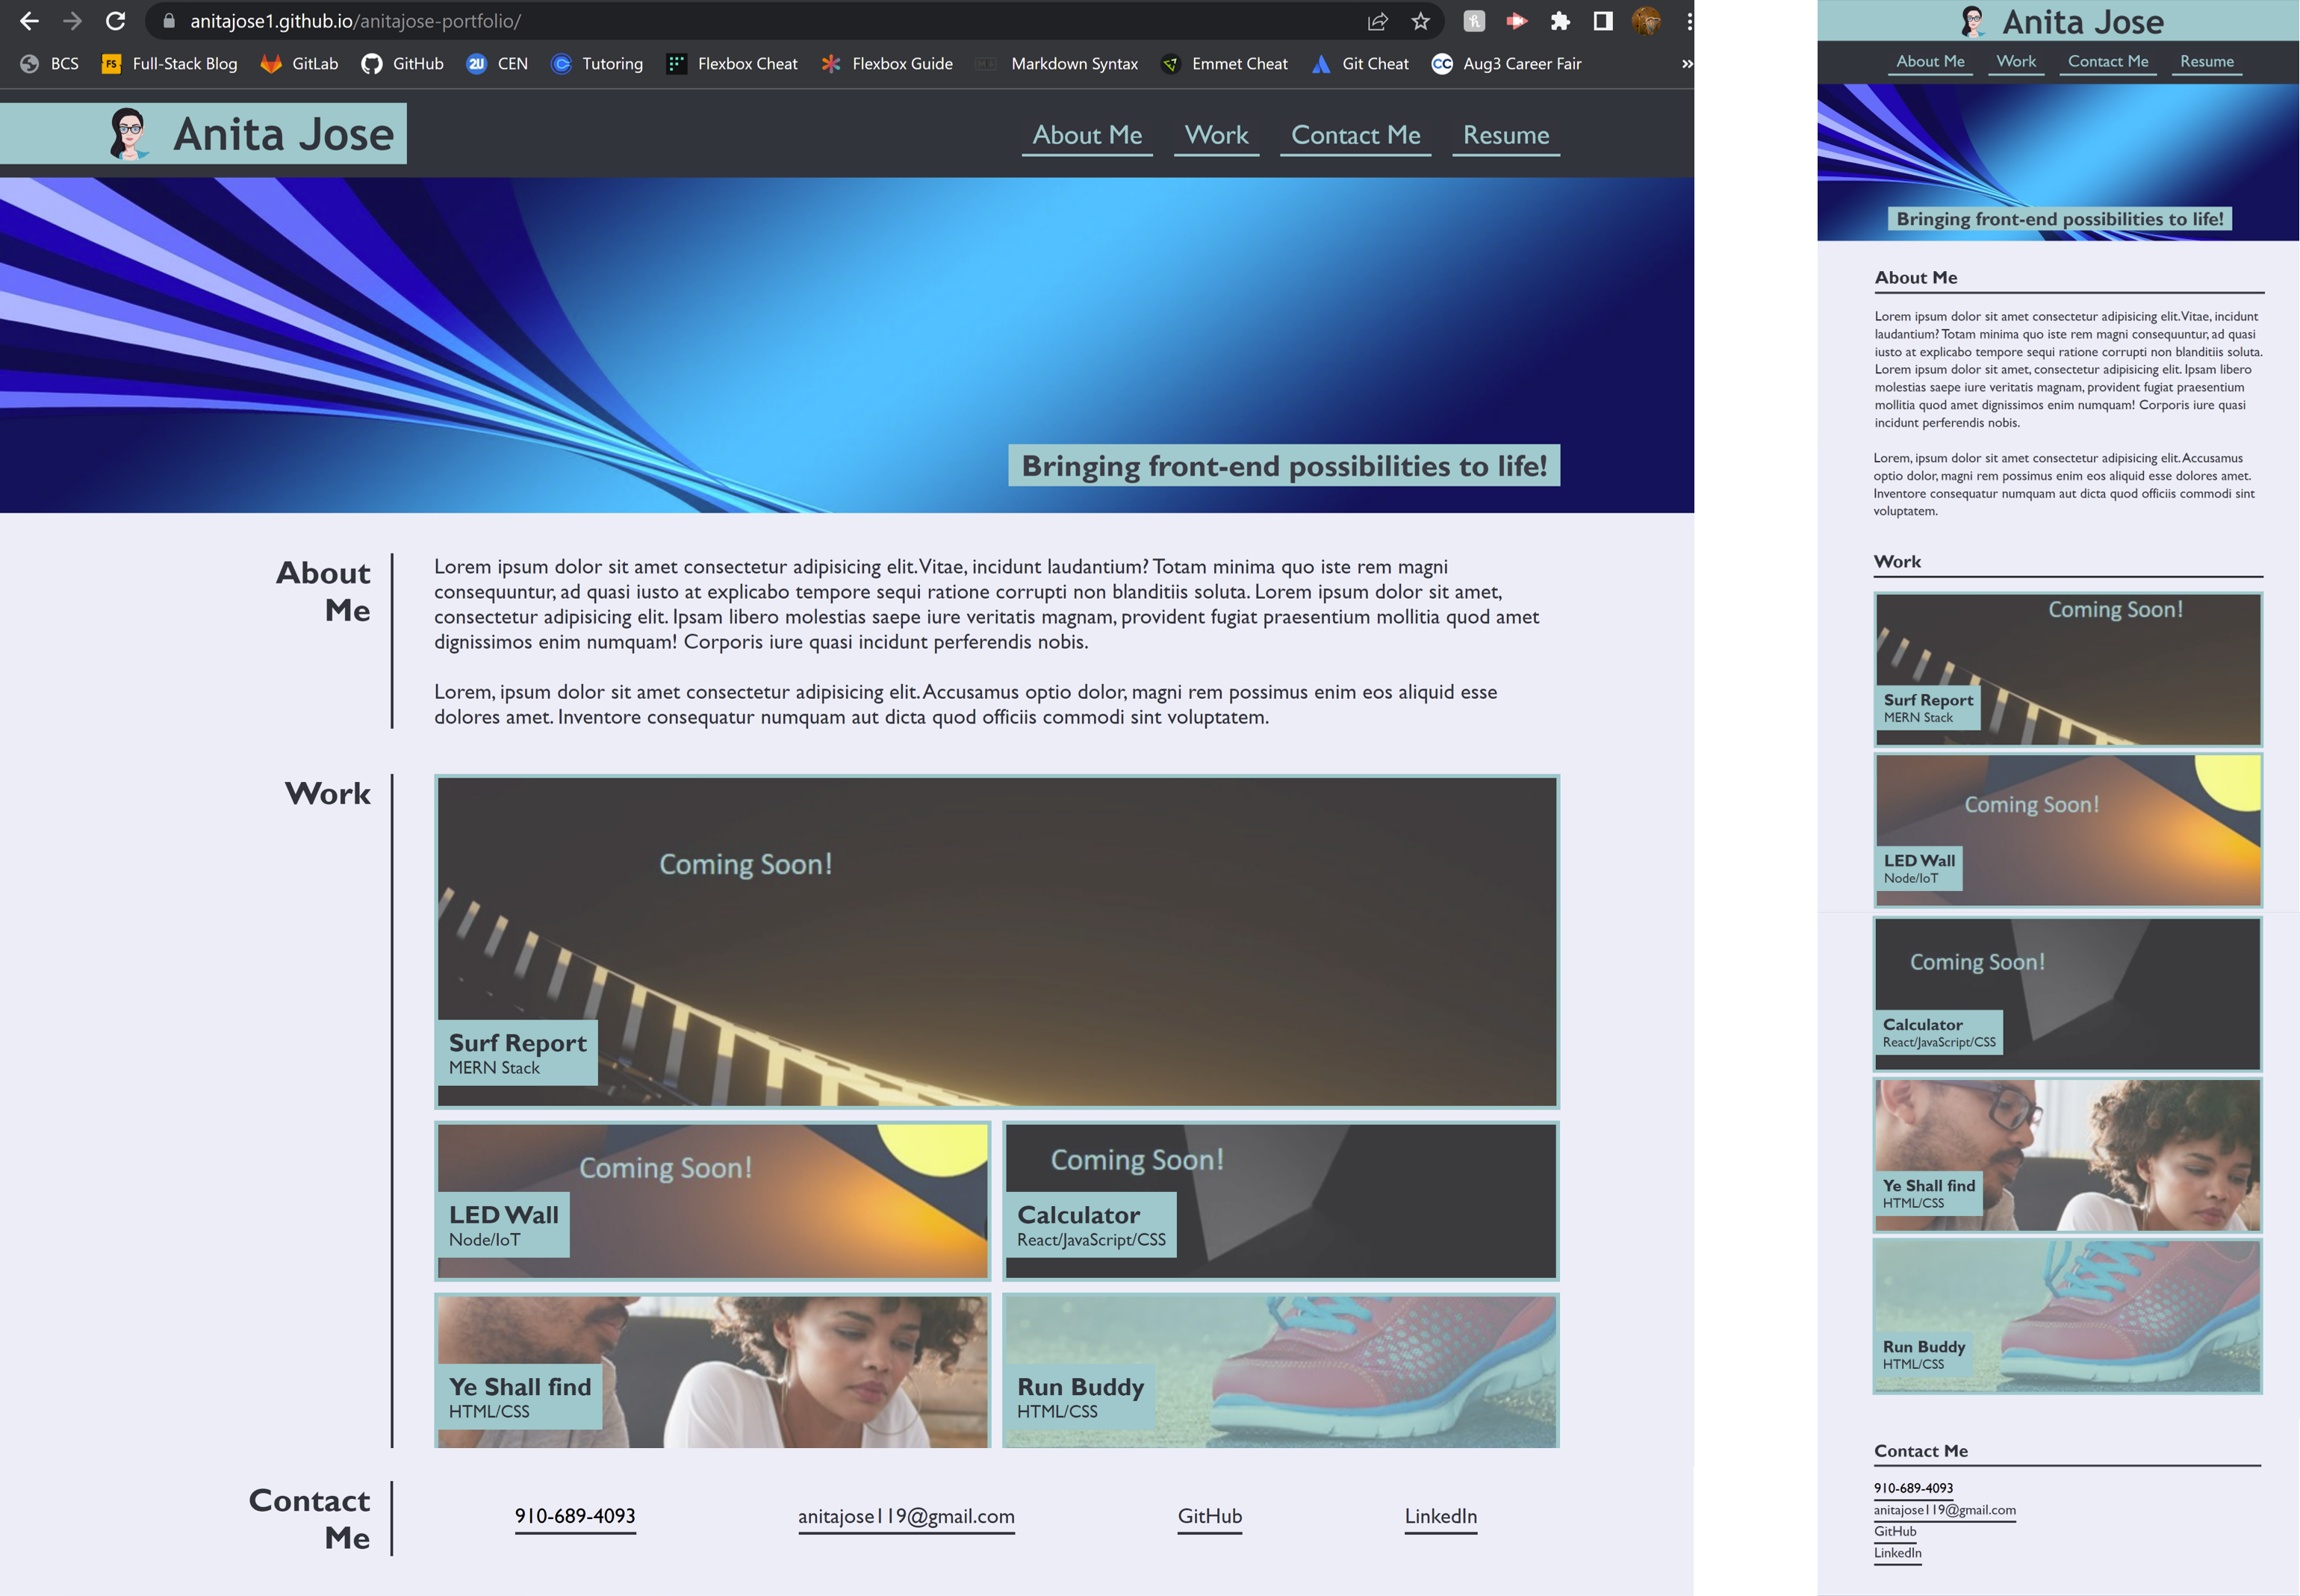 anitajose1.github.io/anitajose-portfolio/
BCS
FS
Full-Stack Blog
GitLab
GitHub
2U
CEN
Tutoring
Flexbox Cheat
Flexbox Guide
Markdown Syntax
Emmet Cheat
Git Cheat
CC
Aug3 Career Fair
»
Anita Jose
About Me
Work
Contact Me
Resume
Bringing front-end possibilities to life!
About
Me
Lorem ipsum dolor sit amet consectetur adipisicing elit. Vitae, incidunt laudantium? Totam minima quo iste rem magni
consequuntur, ad quasi iusto at explicabo tempore sequi ratione corrupti non blanditiis soluta. Lorem ipsum dolor sit amet,
consectetur adipisicing elit. Ipsam libero molestias saepe iure veritatis magnam, provident fugiat praesentium mollitia quod amet
dignissimos enim numquam! Corporis iure quasi incidunt perferendis nobis.
Lorem, ipsum dolor sit amet consectetur adipisicing elit. Accusamus optio dolor, magni rem possimus enim eos aliquid esse
dolores amet. Inventore consequatur numquam aut dicta quod officiis commodi sint voluptatem.
Work
Coming Soon!
Surf Report
MERN Stack
Coming Soon!
LED Wall
Node/IoT
Coming Soon!
Calculator
React/JavaScript/CSS
Ye Shall find
HTML/CSS
Run Buddy
HTML/CSS
Contact
Me
910-689-4093
anitajose119@gmail.com
GitHub
LinkedIn
Anita Jose
About Me
Work
Contact Me
Resume
Bringing front-end possibilities to life!
About Me
Lorem ipsum dolor sit amet consectetur adipisicing elit. Vitae, incidunt
laudantium? Totam minima quo iste rem magni consequuntur, ad quasi
iusto at explicabo tempore sequi ratione corrupti non blanditiis soluta.
Lorem ipsum dolor sit amet, consectetur adipisicing elit. Ipsam libero
molestias saepe iure veritatis magnam, provident fugiat praesentium
mollitia quod amet dignissimos enim numquam! Corporis iure quasi
incidunt perferendis nobis.
Lorem, ipsum dolor sit amet consectetur adipisicing elit. Accusamus
optio dolor, magni rem possimus enim eos aliquid esse dolores amet.
Inventore consequatur numquam aut dicta quod officiis commodi sint
voluptatem.
Work
Coming Soon!
Surf Report
MERN Stack
Coming Soon!
LED Wall
Node/IoT
Coming Soon!
Calculator
React/JavaScript/CSS
Ye Shall find
HTML/CSS
Run Buddy
HTML/CSS
Contact Me
910-689-4093
anitajose119@gmail.com
GitHub
LinkedIn